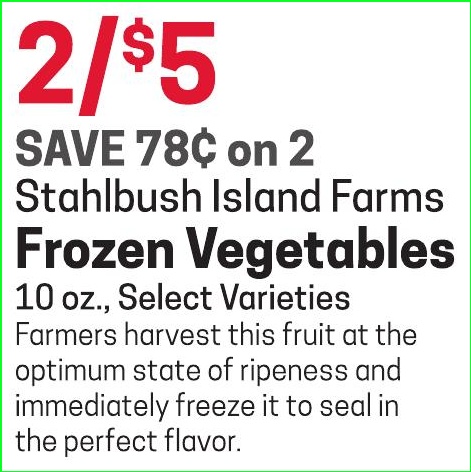 2/$5
SAVE 78¢ on 2
Stahlbush Island Farms
Frozen Vegetables
10 oz., Select Varieties
Farmers harvest this fruit at the
optimum state of ripeness and
immediately freeze it to seal in
the perfect flavor.